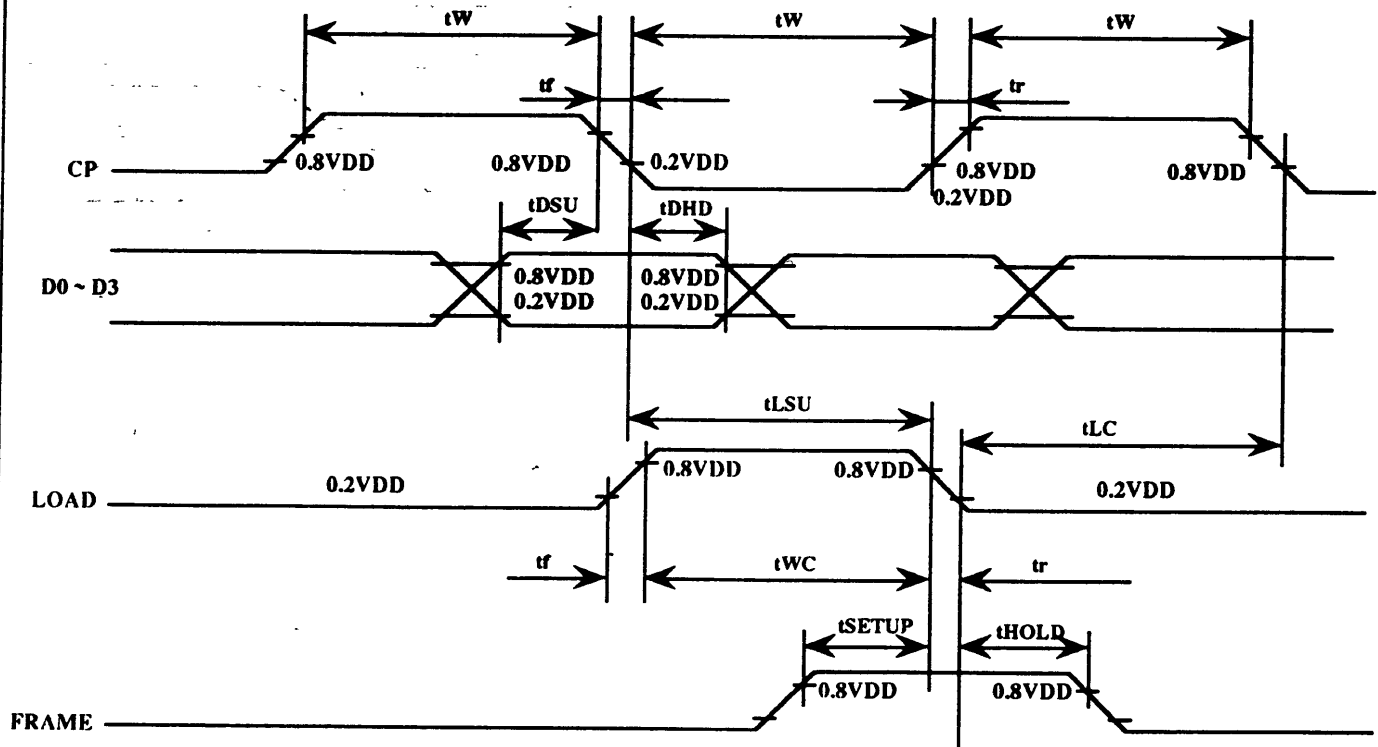 tW tW tW
tf tr
CP 0.8VDD 0.8VDD 0.2VDD 0.8VDD 0.8VDD
0.2VDD
tDSU tDHD
D0 ~ D3 0.8VDD 0.8VDD
0.2VDD 0.2VDD
tLSU tLC
0.8VDD 0.8VDD
LOAD 0.2VDD 0.2VDD
tf tWC tr
tSETUP tHOLD
0.8VDD 0.8VDD
FRAME